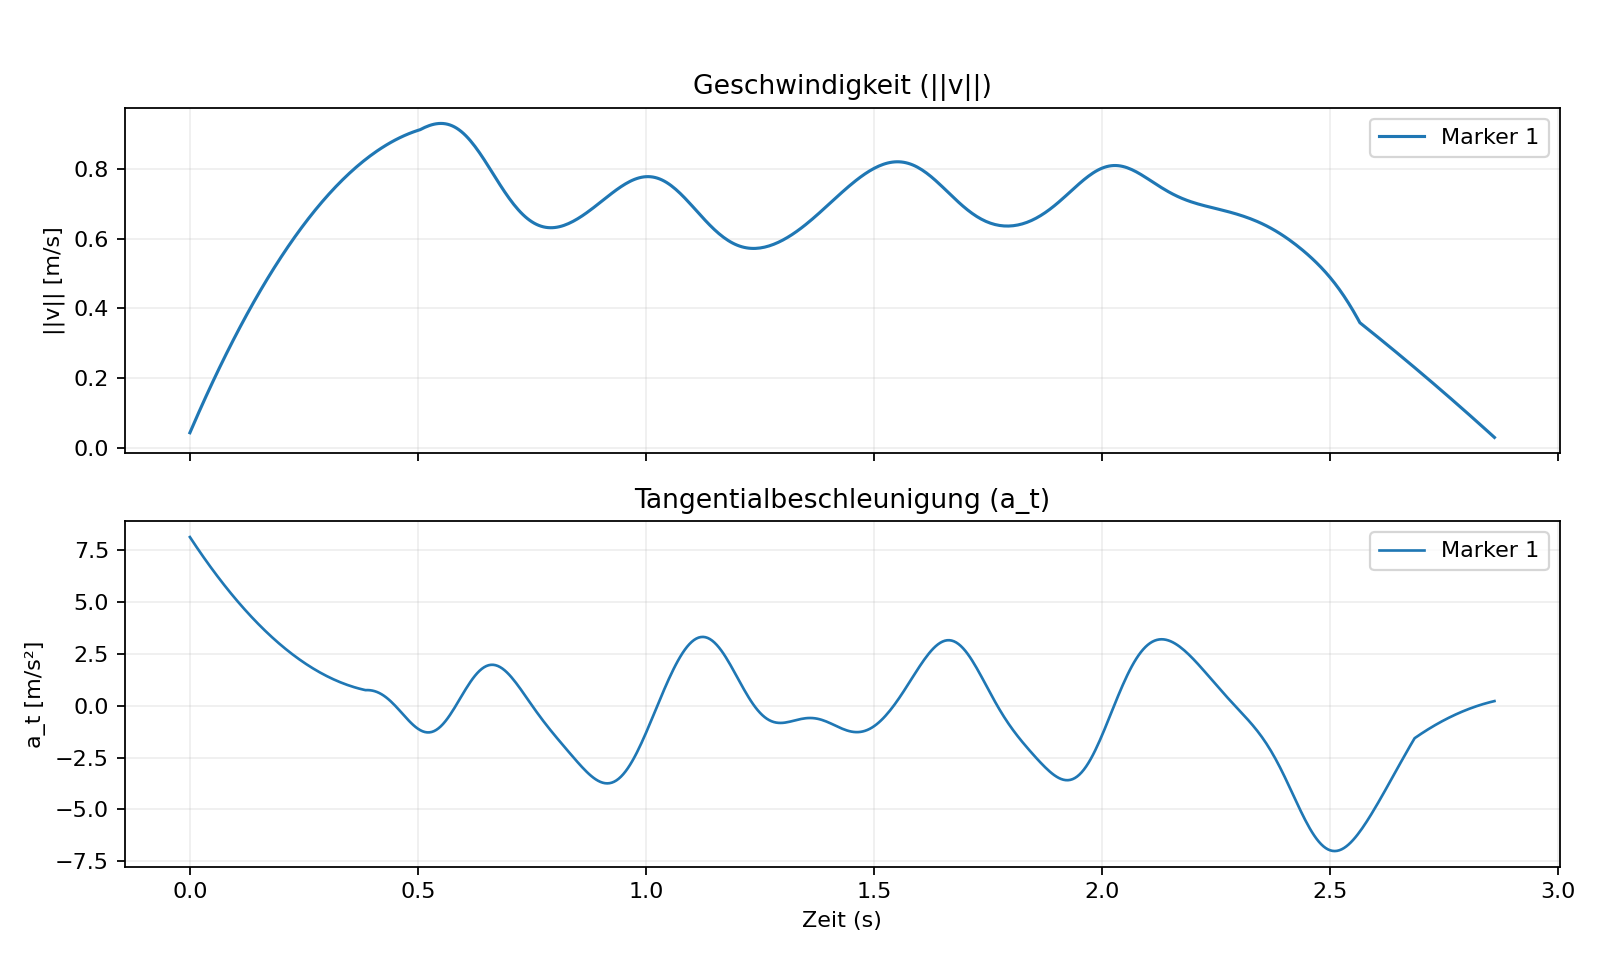 Geschwindigkeit (||v||)
||v|| [m/s]
0.8
0.6
0.4
0.2
0.0
Marker 1
Tangentialbeschleunigung (a_t)
a_t [m/s²]
7.5
5.0
2.5
0.0
−2.5
−5.0
−7.5
Marker 1
0.0 0.5 1.0 1.5 2.0 2.5 3.0
Zeit (s)